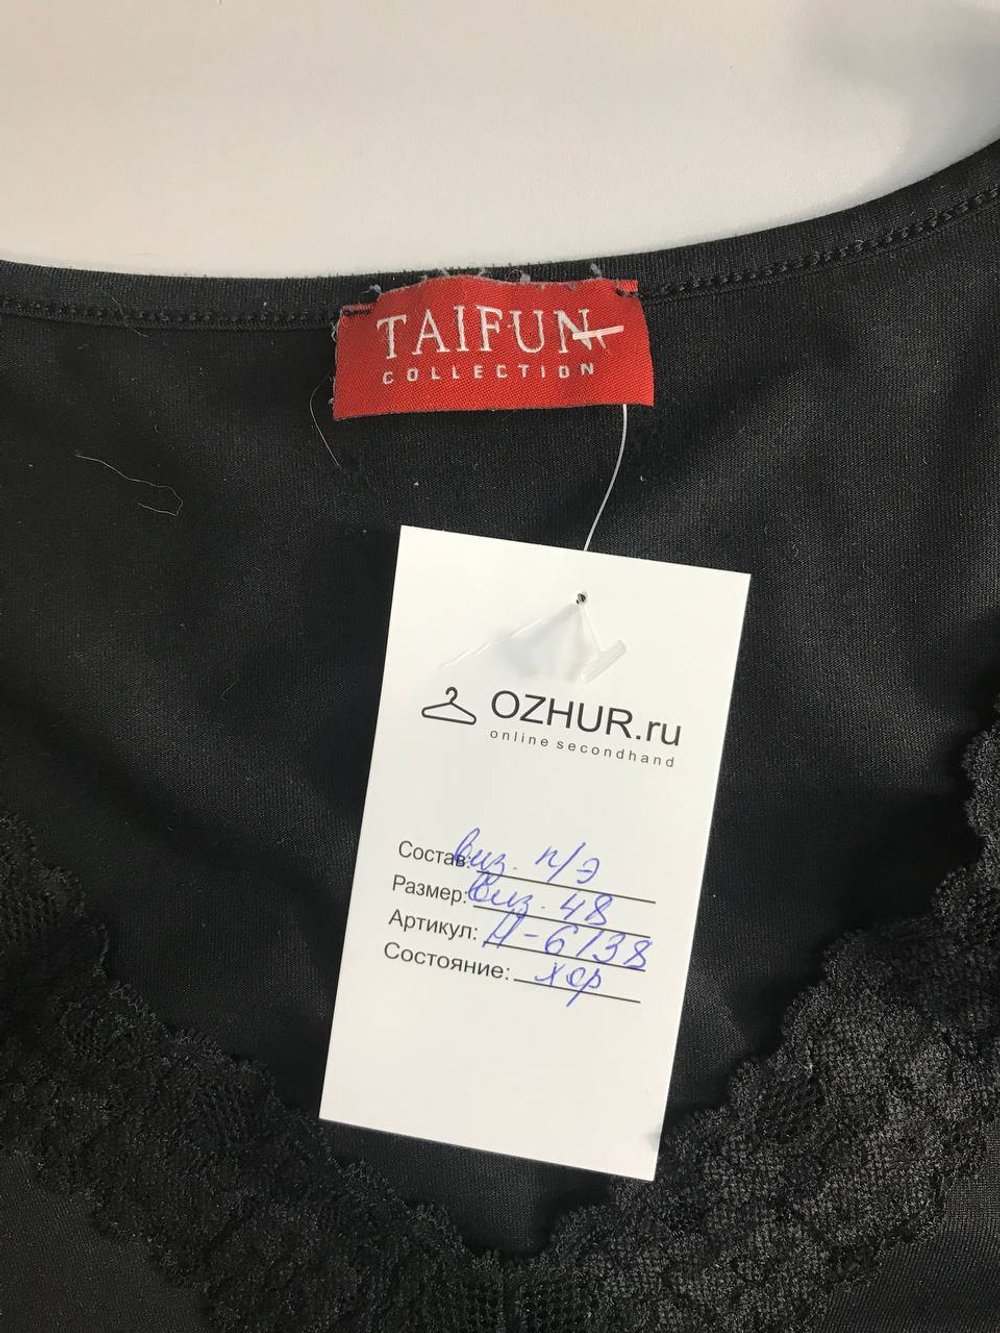 TAIFUN
COLLECTION
OZHUR.ru
online secondhand
Состав: виз. п/э
Размер: виз. 48
Артикул: А-6138
Состояние: хор